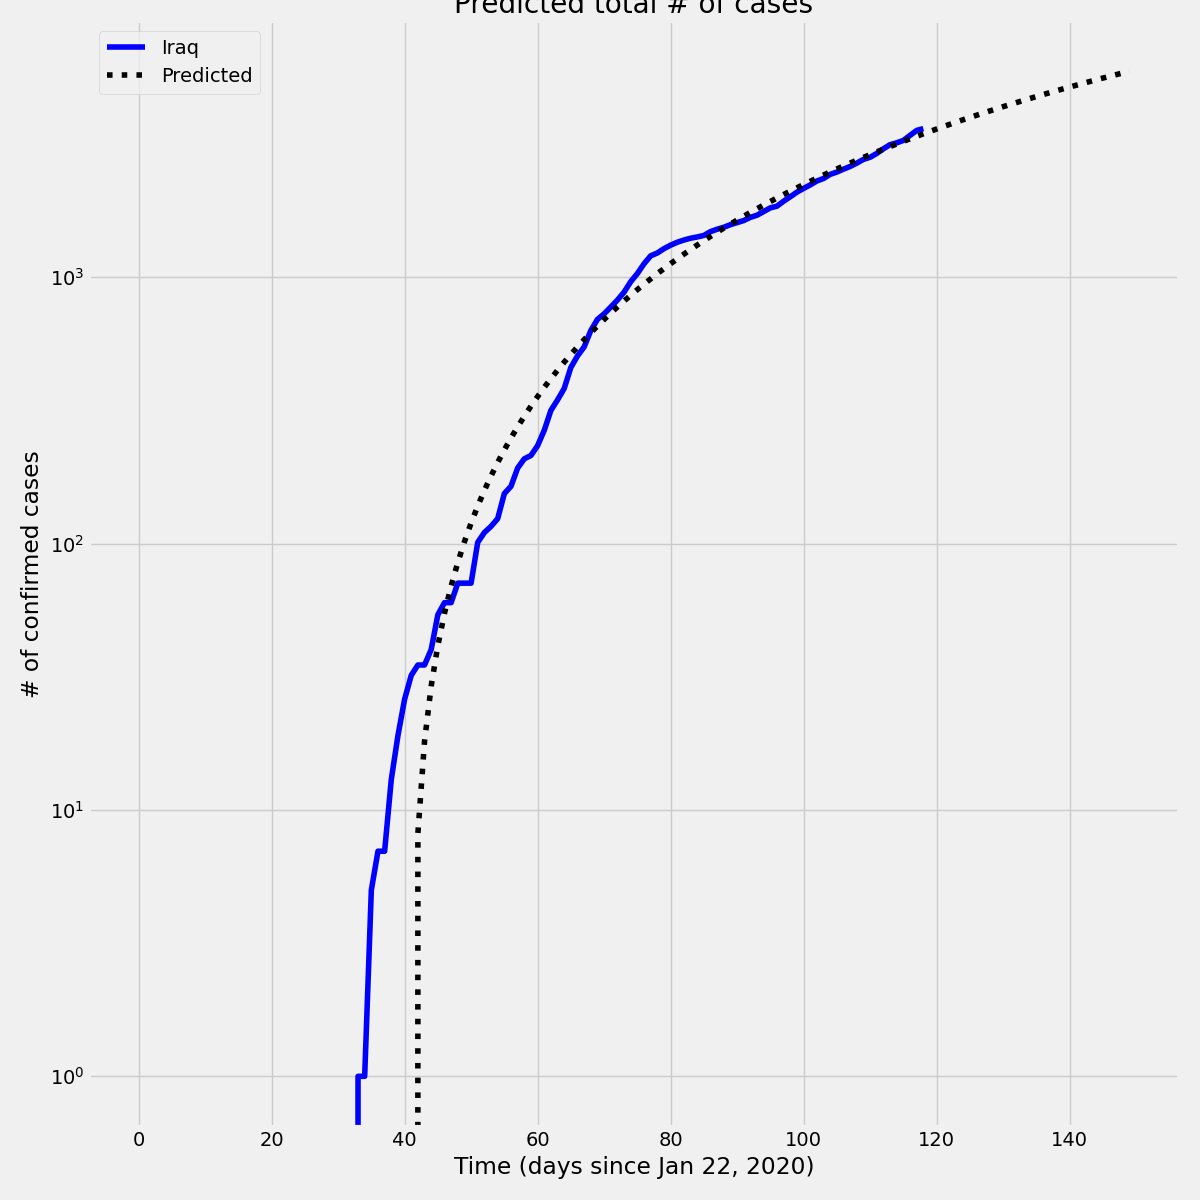 Predicted total # of cases
Iraq
Predicted
# of confirmed cases
10³
10²
10¹
10⁰
0 20 40 60 80 100 120 140
Time (days since Jan 22, 2020)